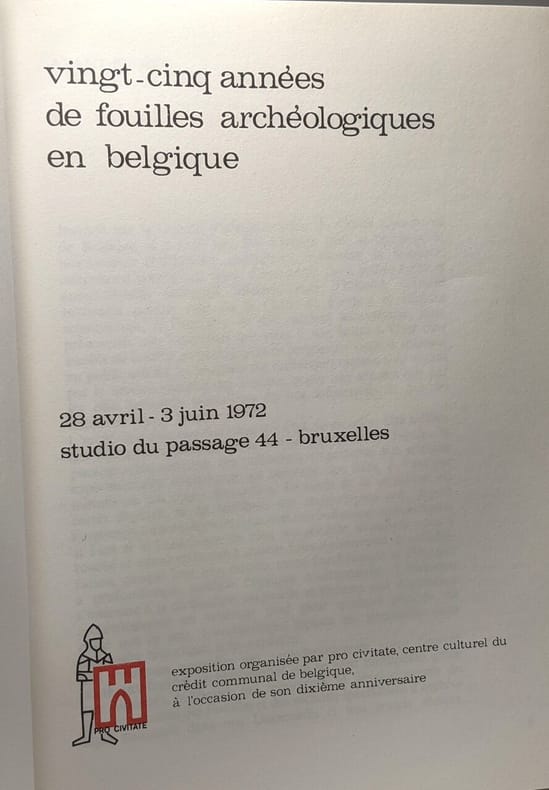 vingt-cinq années
de fouilles archéologiques
en belgique
28 avril - 3 juin 1972
studio du passage 44 - bruxelles
exposition organisée par pro civitate, centre culturel du
crédit communal de belgique,
à l'occasion de son dixième anniversaire
PRO CIVITATE